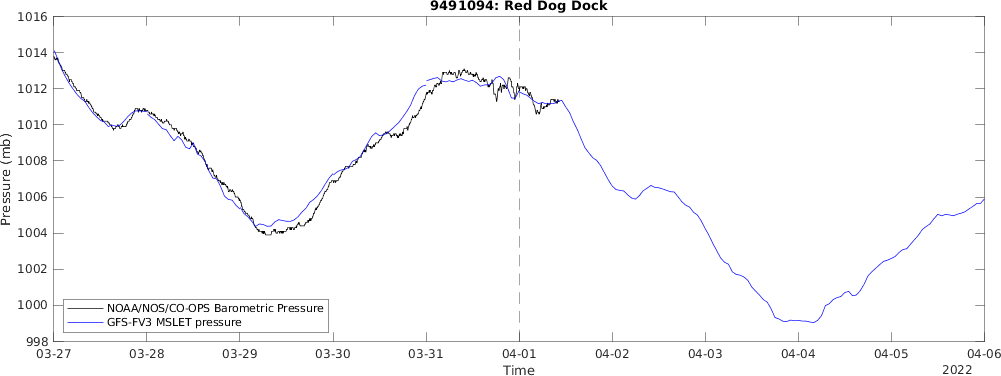 9491094: Red Dog Dock
1016
1014
1012
1010
1008
1006
1004
1002
1000
998
Pressure (mb)
NOAA/NOS/CO-OPS Barometric Pressure
GFS-FV3 MSLET pressure
03-27 03-28 03-29 03-30 03-31 04-01 04-02 04-03 04-04 04-05 04-06
Time
2022